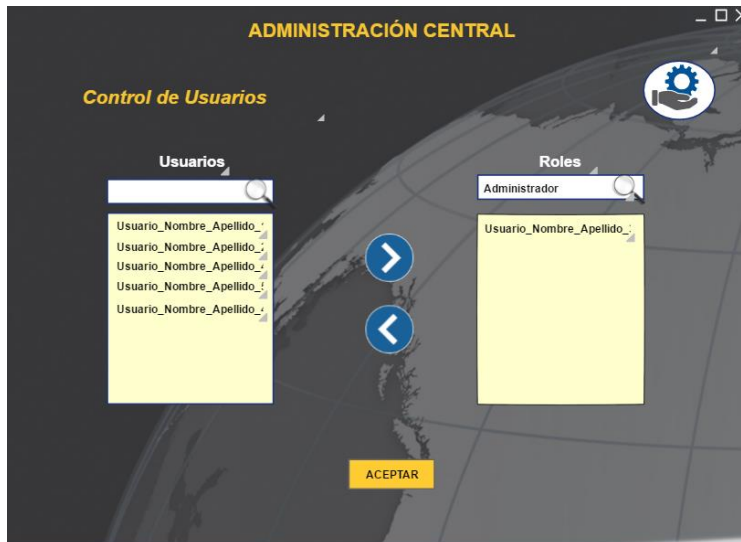 ADMINISTRACIÓN CENTRAL
Control de Usuarios
Usuarios
Usuario_Nombre_Apellido_
Usuario_Nombre_Apellido_
Usuario_Nombre_Apellido_
Usuario_Nombre_Apellido_
Usuario_Nombre_Apellido_
Roles
Administrador
Usuario_Nombre_Apellido_
ACEPTAR